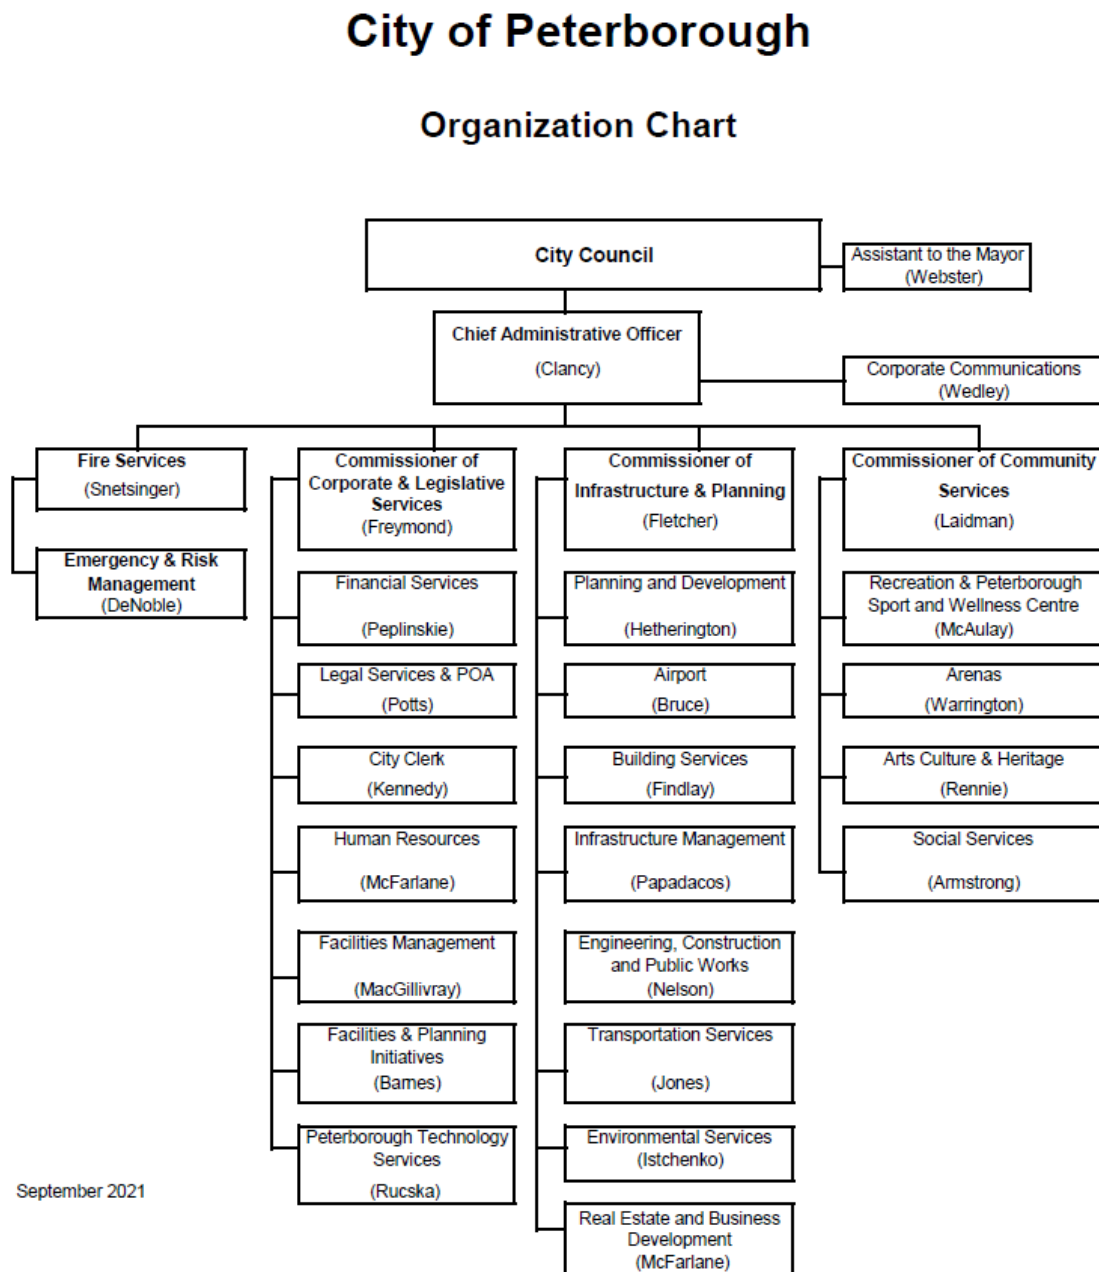 City of Peterborough
Organization Chart
City Council
Assistant to the Mayor
(Webster)
Chief Administrative Officer
(Clancy)
Corporate Communications
(Wedley)
Fire Services
(Snetsinger)
Emergency & Risk
Management
(DeNoble)
Commissioner of
Corporate & Legislative
Services
(Freymond)
Financial Services
(Peplinskie)
Legal Services & POA
(Potts)
City Clerk
(Kennedy)
Human Resources
(McFarlane)
Facilities Management
(MacGillivray)
Facilities & Planning
Initiatives
(Barnes)
Peterborough Technology
Services
(Rucska)
Commissioner of
Infrastructure & Planning
(Fletcher)
Planning and Development
(Hetherington)
Airport
(Bruce)
Building Services
(Findlay)
Infrastructure Management
(Papadacos)
Engineering, Construction
and Public Works
(Nelson)
Transportation Services
(Jones)
Environmental Services
(Istchenko)
Real Estate and Business
Development
(McFarlane)
Commissioner of Community
Services
(Laidman)
Recreation & Peterborough
Sport and Wellness Centre
(McAulay)
Arenas
(Warrington)
Arts Culture & Heritage
(Rennie)
Social Services
(Armstrong)
September 2021